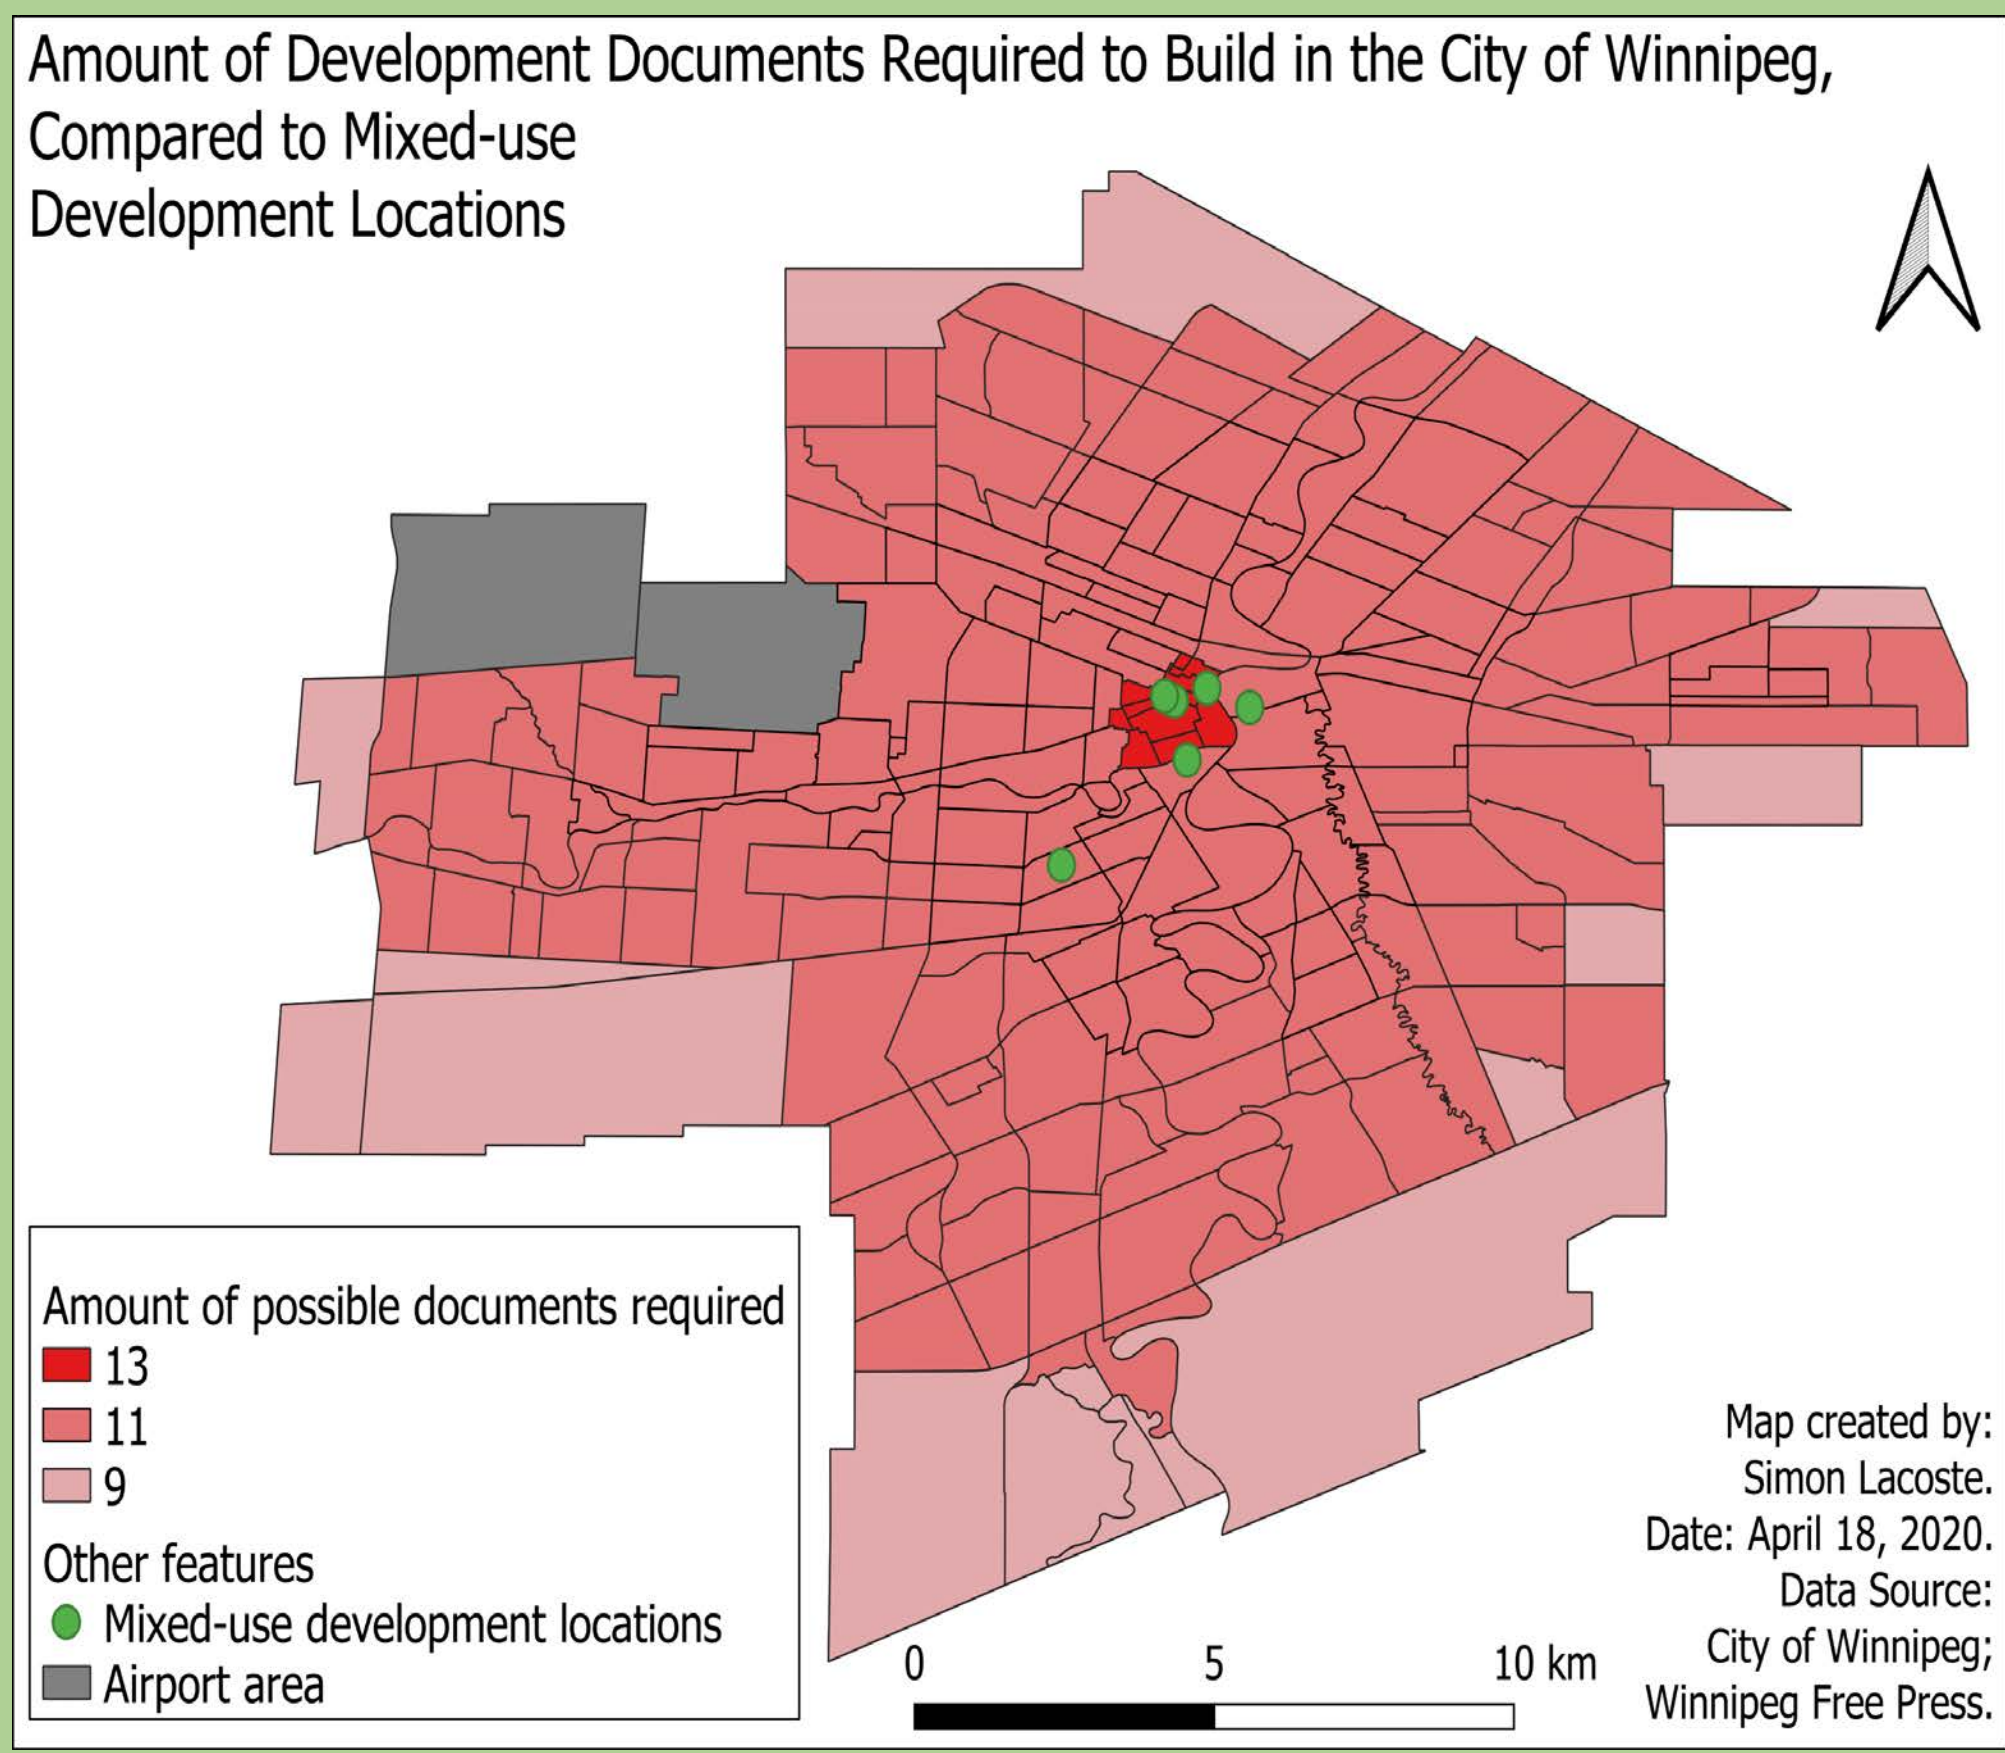 Amount of Development Documents Required to Build in the City of Winnipeg,
Compared to Mixed-use
Development Locations
Amount of possible documents required
13
11
9
Other features
Mixed-use development locations
Airport area
0 5 10 km
Map created by:
Simon Lacoste.
Date: April 18, 2020.
Data Source:
City of Winnipeg;
Winnipeg Free Press.